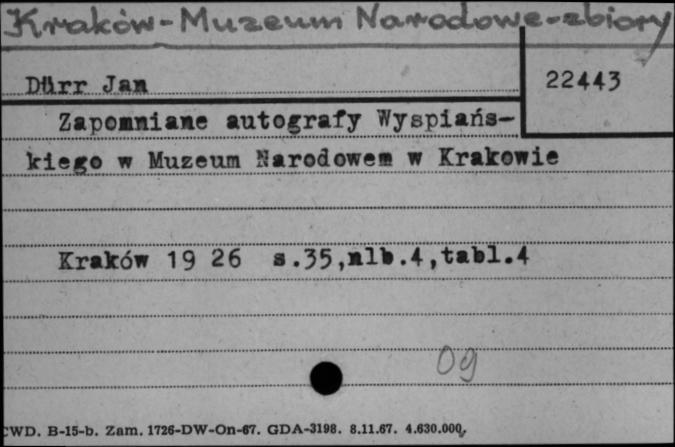 Kraków-Muzeum Narodowe-zbiory
Dürr Jan
22443
Zapomniane autografy Wyspiańs-
kiego w Muzeum Narodowem w Krakowie
Kraków 19 26 s.35,nlb.4,tabl.4
09
CWD. B-15-b. Zam. 1726-DW-On-67. GDA-3198. 8.11.67. 4.630.000.